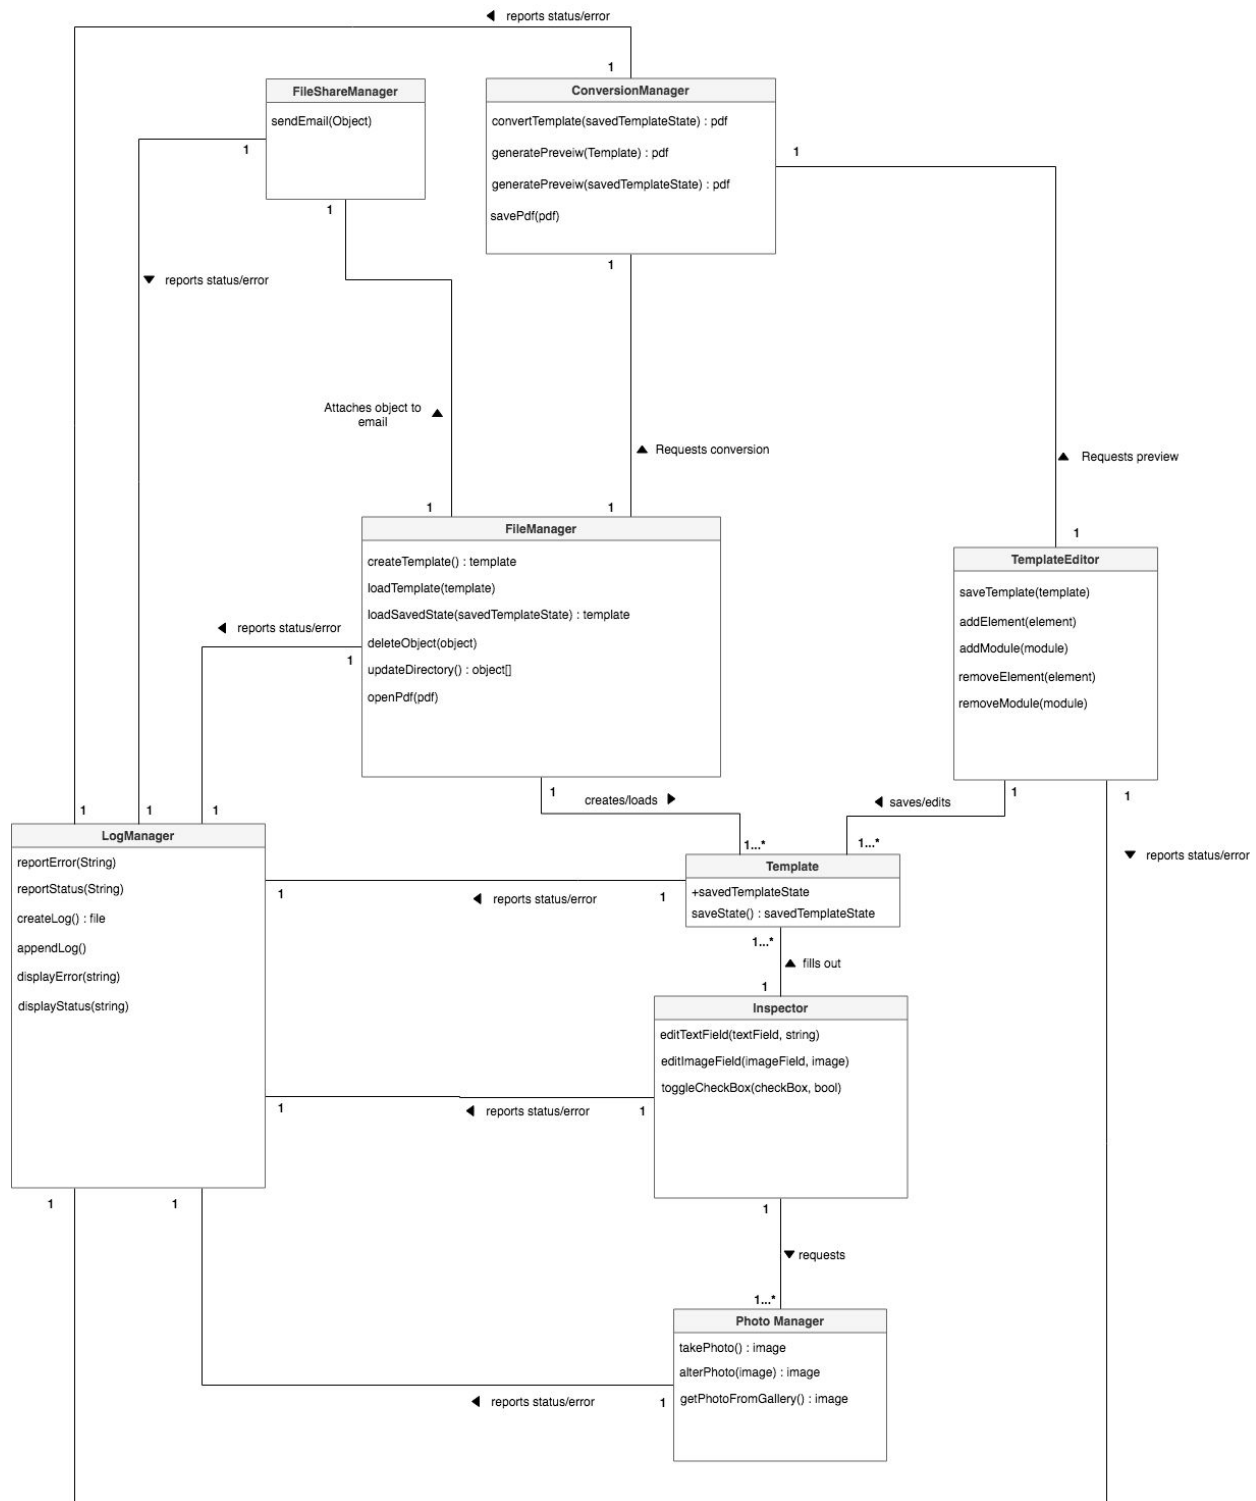 ◀ reports status/error
1
FileShareManager
sendEmail(Object)
1
1
ConversionManager
convertTemplate(savedTemplateState) : pdf
generatePreveiw(Template) : pdf
generatePreveiw(savedTemplateState) : pdf
savePdf(pdf)
1
1
▼ reports status/error
Attaches object to
email ▲
▲ Requests conversion
▲ Requests preview
1
1
1
FileManager
createTemplate() : template
loadTemplate(template)
loadSavedState(savedTemplateState) : template
deleteObject(object)
updateDirectory() : object[]
openPdf(pdf)
TemplateEditor
saveTemplate(template)
addElement(element)
addModule(module)
removeElement(element)
removeModule(module)
◀ reports status/error
1
1
creates/loads ▶
◀ saves/edits
1
1
▼ reports status/error
1
1
1
LogManager
reportError(String)
reportStatus(String)
createLog() : file
appendLog()
displayError(string)
displayStatus(string)
1...*
1...*
Template
+savedTemplateState
saveState() : savedTemplateState
1
◀ reports status/error
1
1...*
▲ fills out
1
Inspector
editTextField(textField, string)
editImageField(imageField, image)
toggleCheckBox(checkBox, bool)
1
◀ reports status/error
1
1
1
1
▼ requests
1...*
Photo Manager
takePhoto() : image
alterPhoto(image) : image
getPhotoFromGallery() : image
◀ reports status/error
1